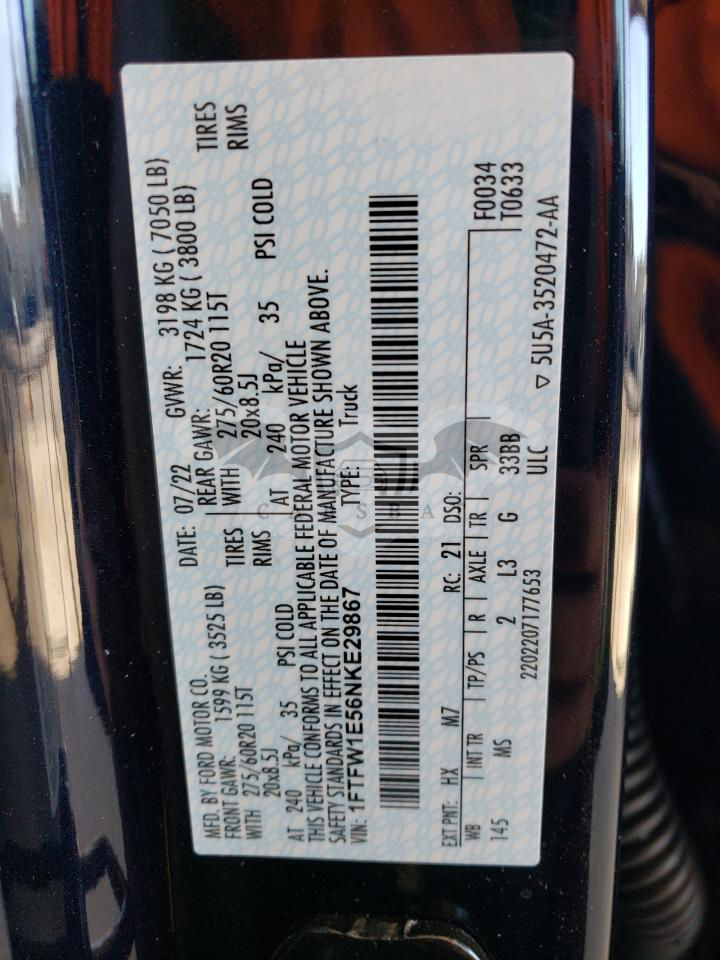 MFD. BY FORD MOTOR CO. DATE: 07/22 GVWR: 3198 KG ( 7050 LB)
FRONT GAWR: 1599 KG ( 3525 LB) REAR GAWR: 1724 KG ( 3800 LB)
WITH 275/60R20 115T TIRES WITH 275/60R20 115T TIRES
20x8.5J RIMS 20x8.5J RIMS
AT 240 kPa/ 35 PSI COLD AT 240 kPa/ 35 PSI COLD
THIS VEHICLE CONFORMS TO ALL APPLICABLE FEDERAL MOTOR VEHICLE
SAFETY STANDARDS IN EFFECT ON THE DATE OF MANUFACTURE SHOWN ABOVE.
VIN: 1FTFW1E56NKE29867 TYPE: Truck
EXT PNT: HX M7 RC: 21 DSO: F0034
WB INT TR TP/PS R AXLE TR SPR T0633
145 MS 2 L3 G 33BB
2202207177653 ULC ▽ 5U5A-3520472-AA